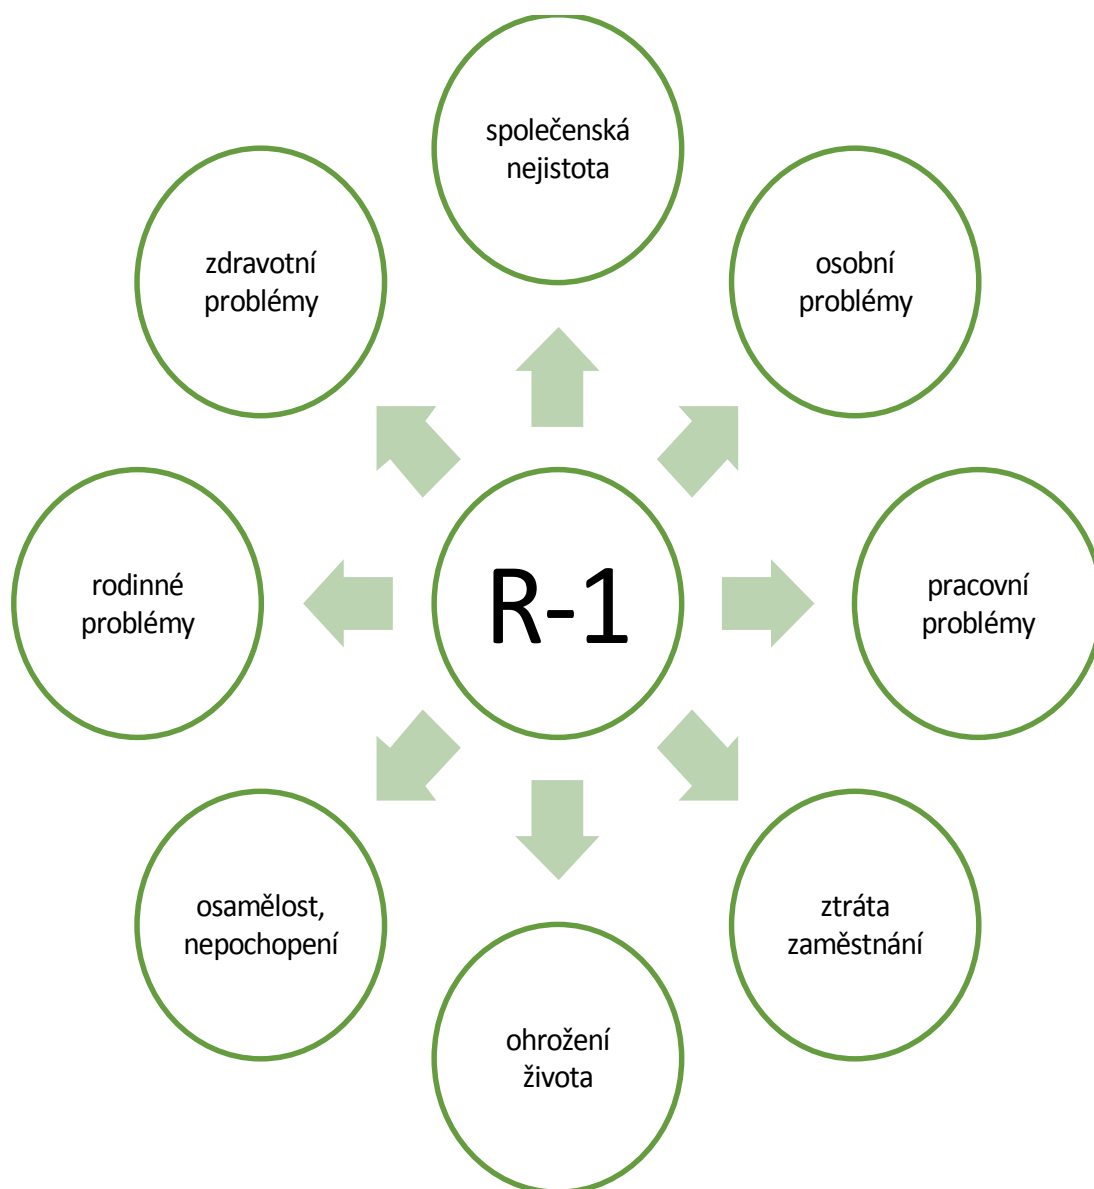 společenská
nejistota
zdravotní
problémy
osobní
problémy
rodinné
problémy
R-1
pracovní
problémy
osamělost,
nepochopení
ztráta
zaměstnání
ohrožení
života